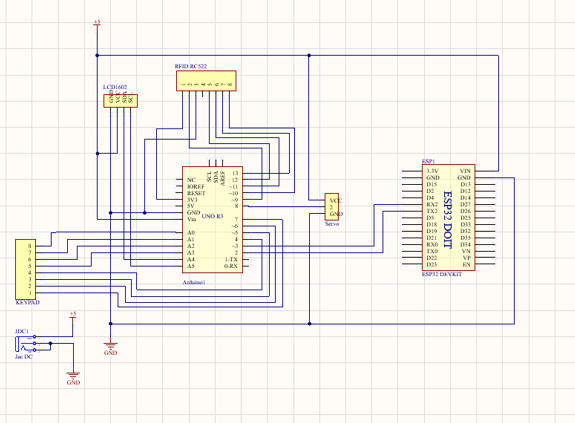 +5
RFID RC522
LCD1602
GND
VCC
SDA
SCL
1 2 3 4 5 6 7 8
ESP1
3.3V VIN
GND GND
D15 D13
D2 D12
D4 D14
RX2 D27
TX2 D26
D5 D25
D18 D33
D19 D32
D21 D35
RX0 D34
TX0 VN
D22 VP
D23 EN
ESP32 DOIT
ESP32 DEVKIT
SCL
SDA
AREF
NC 13
IOREF 12
RESET ~11
3V3 ~10
5V ~9
GND 8
Vin
UNO R3
7
A0 ~6
A1 ~5
A2 4
A3 ~3
A4 2
A5 1-TX
0-RX
Arduino1
VCC
2
GND
Servo
8
7
6
5
4
3
2
1
KEYPAD
+5
JDC1
Jac DC
GND
GND